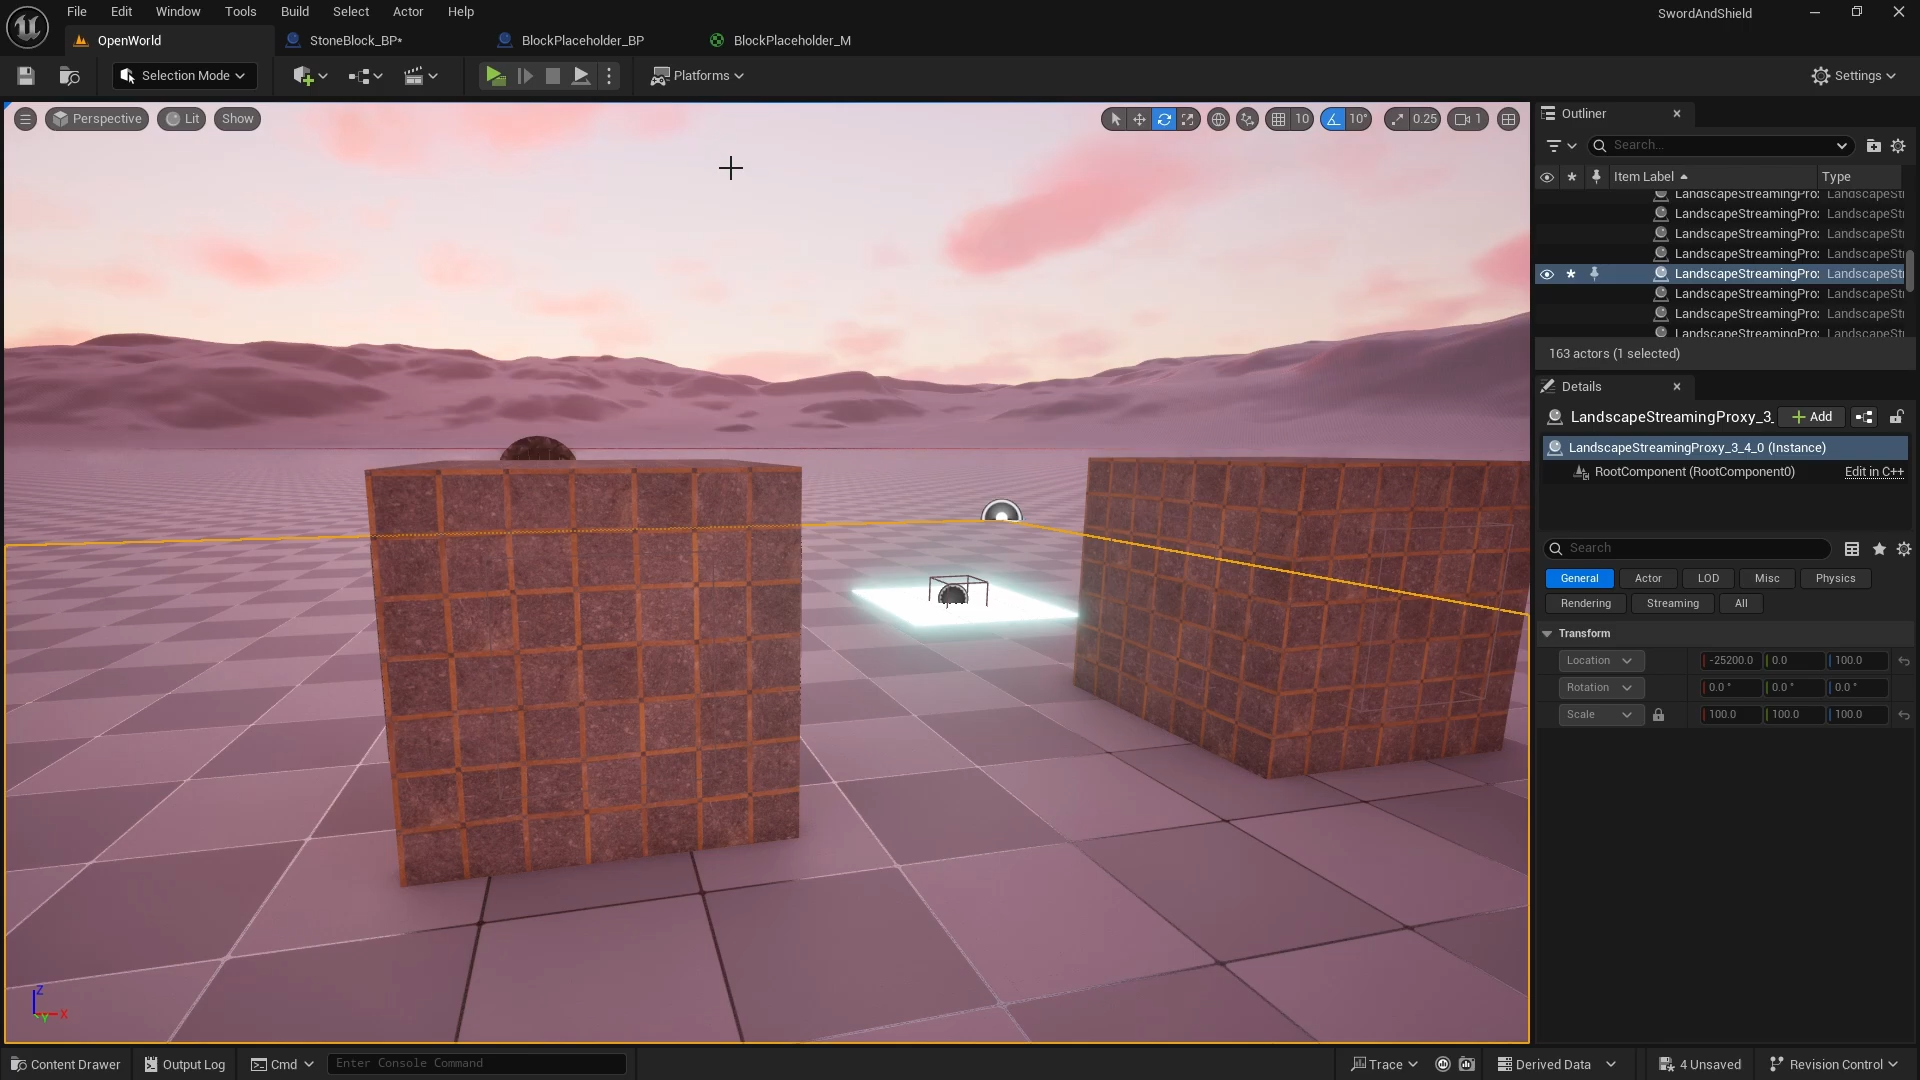 File Edit Window Tools Build Select Actor Help
SwordAndShield
OpenWorld
StoneBlock_BP*
BlockPlaceholder_BP
BlockPlaceholder_M
Selection Mode
Platforms
Settings
Perspective
Lit
Show
10
10°
0.25
1
Outliner
Search...
Item Label
Type
LandscapeStreamingPro: LandscapeSt
LandscapeStreamingPro: LandscapeSt
LandscapeStreamingPro: LandscapeSt
LandscapeStreamingPro: LandscapeSt
LandscapeStreamingPro: LandscapeSt
LandscapeStreamingPro: LandscapeSt
LandscapeStreamingPro: LandscapeSt
LandscapeStreamingPro: LandscapeSt
163 actors (1 selected)
Details
LandscapeStreamingProxy_3_
Add
LandscapeStreamingProxy_3_4_0 (Instance)
RootComponent (RootComponent0)
Edit in C++
Search
General Actor LOD Misc Physics
Rendering Streaming All
Transform
Location -25200.0 0.0 100.0
Rotation 0.0 ° 0.0 ° 0.0 °
Scale 100.0 100.0 100.0
Z
X
Y
Content Drawer
Output Log
Cmd
Enter Console Command
Trace
Derived Data
4 Unsaved
Revision Control